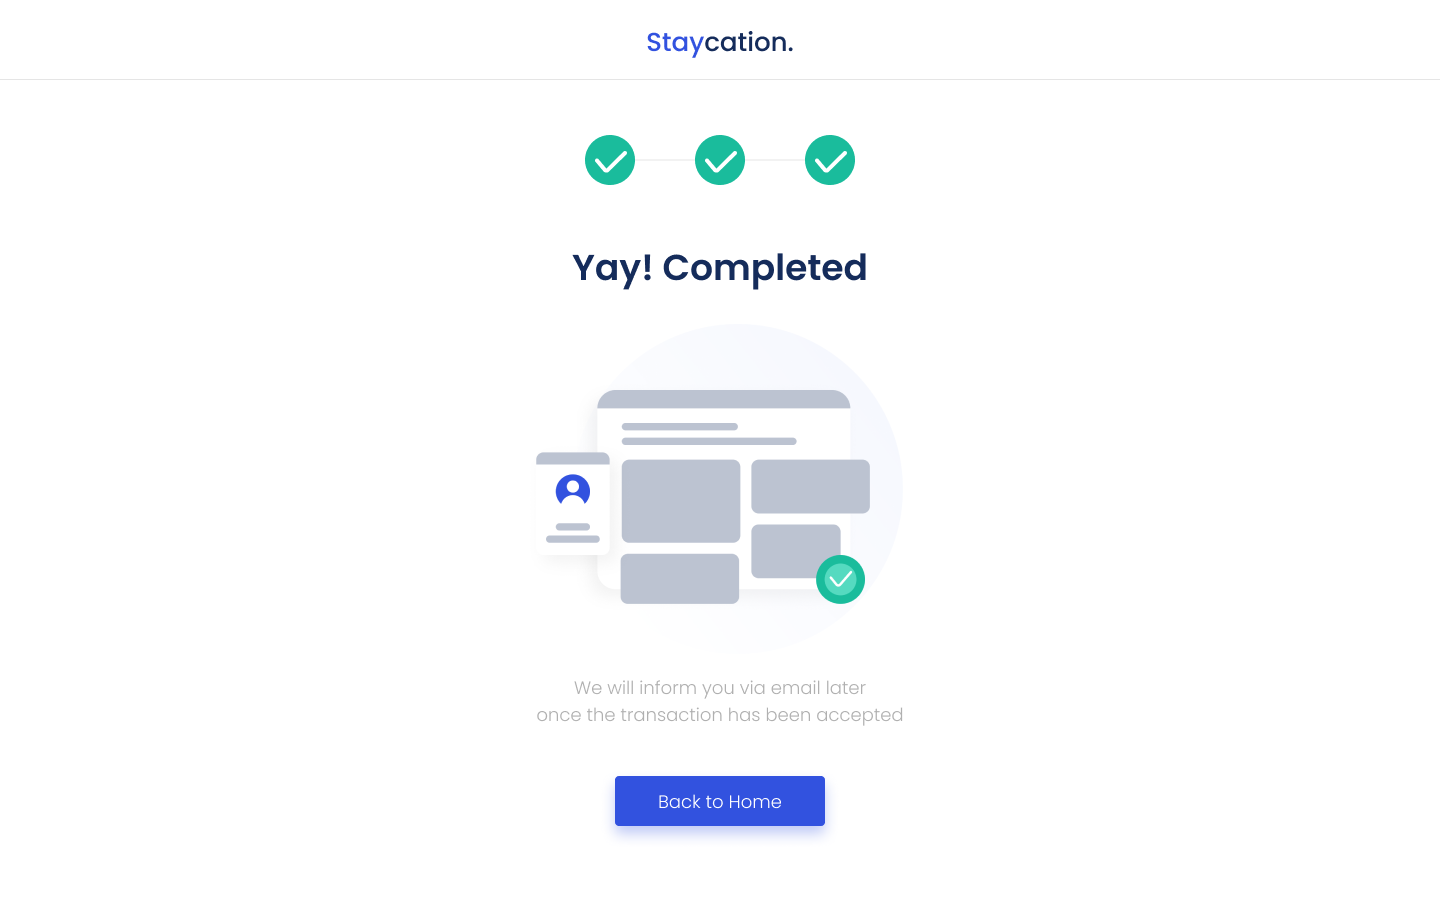 Staycation.
Yay! Completed
We will inform you via email later
once the transaction has been accepted
Back to Home